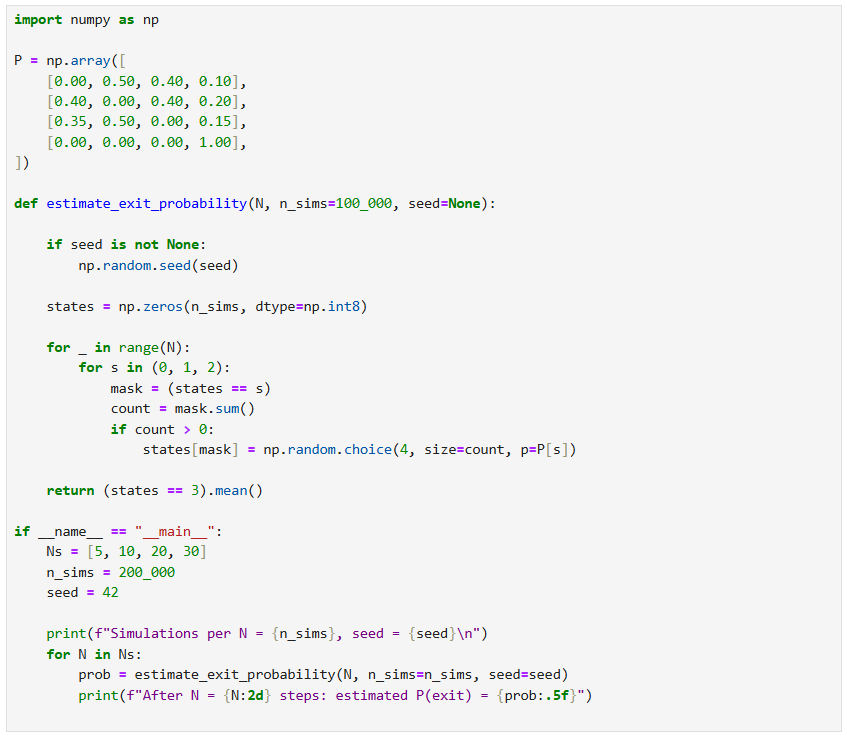 import numpy as np
P = np.array([
    [0.00, 0.50, 0.40, 0.10],
    [0.40, 0.00, 0.40, 0.20],
    [0.35, 0.50, 0.00, 0.15],
    [0.00, 0.00, 0.00, 1.00],
])
def estimate_exit_probability(N, n_sims=100_000, seed=None):
    if seed is not None:
        np.random.seed(seed)
    states = np.zeros(n_sims, dtype=np.int8)
    for _ in range(N):
        for s in (0, 1, 2):
            mask = (states == s)
            count = mask.sum()
            if count > 0:
                states[mask] = np.random.choice(4, size=count, p=P[s])
    return (states == 3).mean()
if __name__ == "__main__":
    Ns = [5, 10, 20, 30]
    n_sims = 200_000
    seed = 42
    print(f"Simulations per N = {n_sims}, seed = {seed}\n")
    for N in Ns:
        prob = estimate_exit_probability(N, n_sims=n_sims, seed=seed)
        print(f"After N = {N:2d} steps: estimated P(exit) = {prob:.5f}")